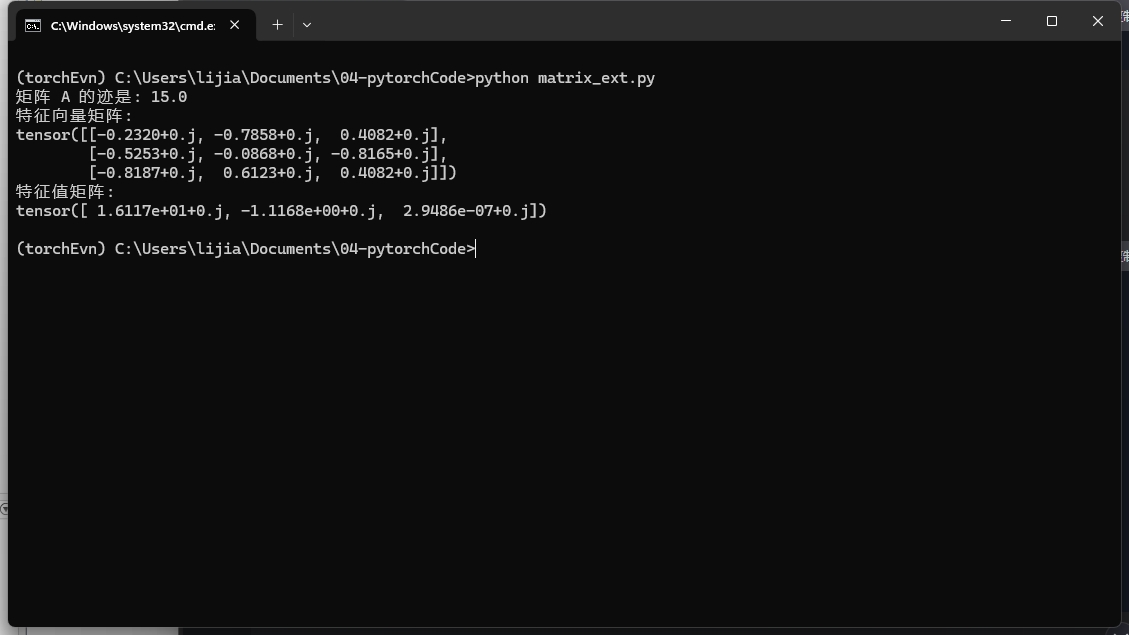 C:\Windows\system32\cmd.e:
(torchEvn) C:\Users\lijia\Documents\04-pytorchCode>python matrix_ext.py
矩阵 A 的迹是: 15.0
特征向量矩阵:
tensor([[-0.2320+0.j, -0.7858+0.j,  0.4082+0.j],
        [-0.5253+0.j, -0.0868+0.j, -0.8165+0.j],
        [-0.8187+0.j,  0.6123+0.j,  0.4082+0.j]])
特征值矩阵:
tensor([ 1.6117e+01+0.j, -1.1168e+00+0.j,  2.9486e-07+0.j])
(torchEvn) C:\Users\lijia\Documents\04-pytorchCode>